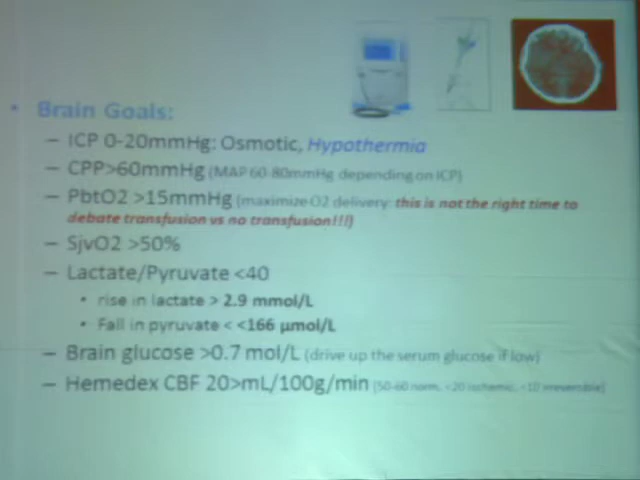 • Brain Goals:
– ICP 0-20mmHg: Osmotic, Hypothermia
– CPP>60mmHg (MAP 60-80mmHg depending on ICP)
– PbtO2 >15mmHg (maximize O2 delivery: this is not the right time to
debate transfusion vs no transfusion!!!)
– SjvO2 >50%
– Lactate/Pyruvate <40
• rise in lactate > 2.9 mmol/L
• Fall in pyruvate < <166 µmol/L
– Brain glucose >0.7 mol/L (drive up the serum glucose if low)
– Hemedex CBF 20>mL/100g/min (50-60 norm, <20 ischemic, <10 irreversible)